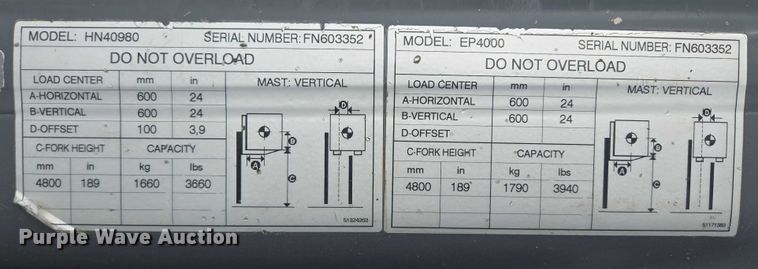 MODEL: HN40980 SERIAL NUMBER: FN603352
DO NOT OVERLOAD
LOAD CENTER mm in MAST: VERTICAL
A-HORIZONTAL 600 24
B-VERTICAL 600 24
D-OFFSET 100 3,9
C-FORK HEIGHT CAPACITY
mm in kg lbs
4800 189 1660 3660
D
B
A
C
51324263
MODEL: EP4000 SERIAL NUMBER: FN603352
DO NOT OVERLOAD
LOAD CENTER mm in MAST: VERTICAL
A-HORIZONTAL 600 24
B-VERTICAL 600 24
D-OFFSET
C-FORK HEIGHT CAPACITY
mm in kg lbs
4800 189 1790 3940
D
B
A
C
51171383
Purple Wave Auction